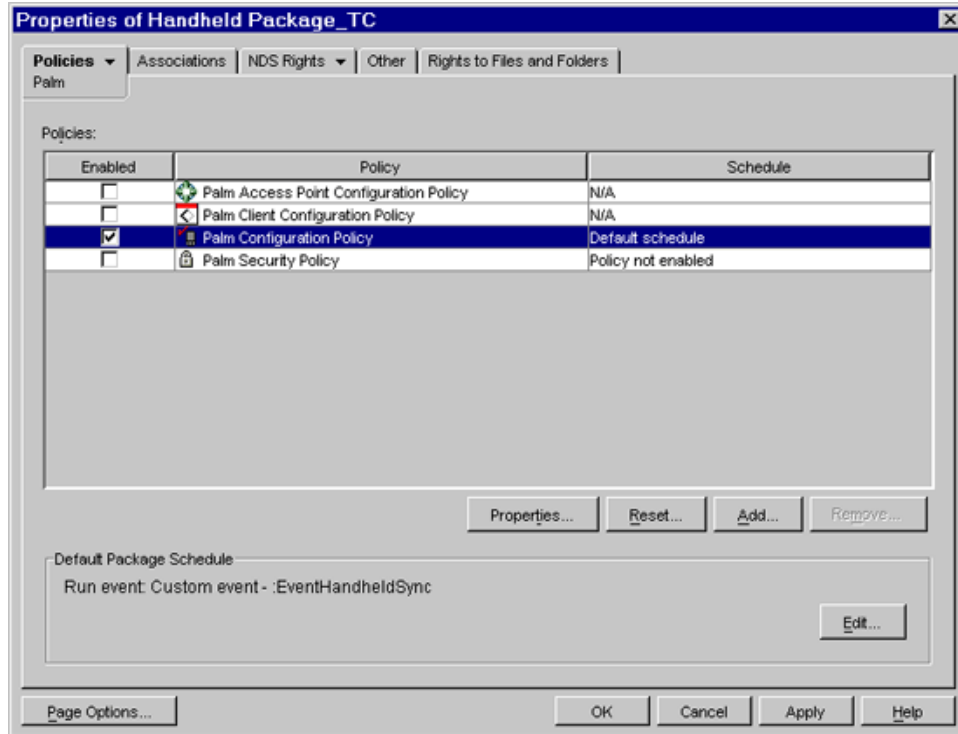 Properties of Handheld Package_TC
Policies Associations NDS Rights Other Rights to Files and Folders
Palm
Policies:
Enabled Policy Schedule
Palm Access Point Configuration Policy N/A
Palm Client Configuration Policy N/A
Palm Configuration Policy Default schedule
Palm Security Policy Policy not enabled
Properties... Reset... Add... Remove...
Default Package Schedule
Run event: Custom event - :EventHandheldSync
Edit...
Page Options... OK Cancel Apply Help